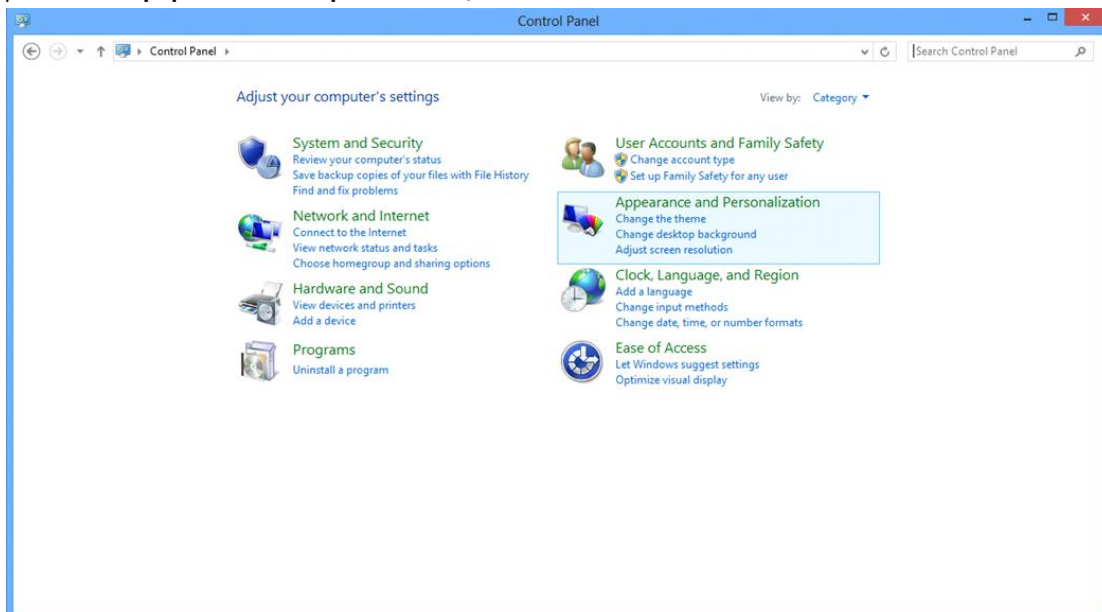 Control Panel
Control Panel
Search Control Panel
Adjust your computer's settings
View by: Category
System and Security
Review your computer's status
Save backup copies of your files with File History
Find and fix problems
Network and Internet
Connect to the Internet
View network status and tasks
Choose homegroup and sharing options
Hardware and Sound
View devices and printers
Add a device
Programs
Uninstall a program
User Accounts and Family Safety
Change account type
Set up Family Safety for any user
Appearance and Personalization
Change the theme
Change desktop background
Adjust screen resolution
Clock, Language, and Region
Add a language
Change input methods
Change date, time, or number formats
Ease of Access
Let Windows suggest settings
Optimize visual display